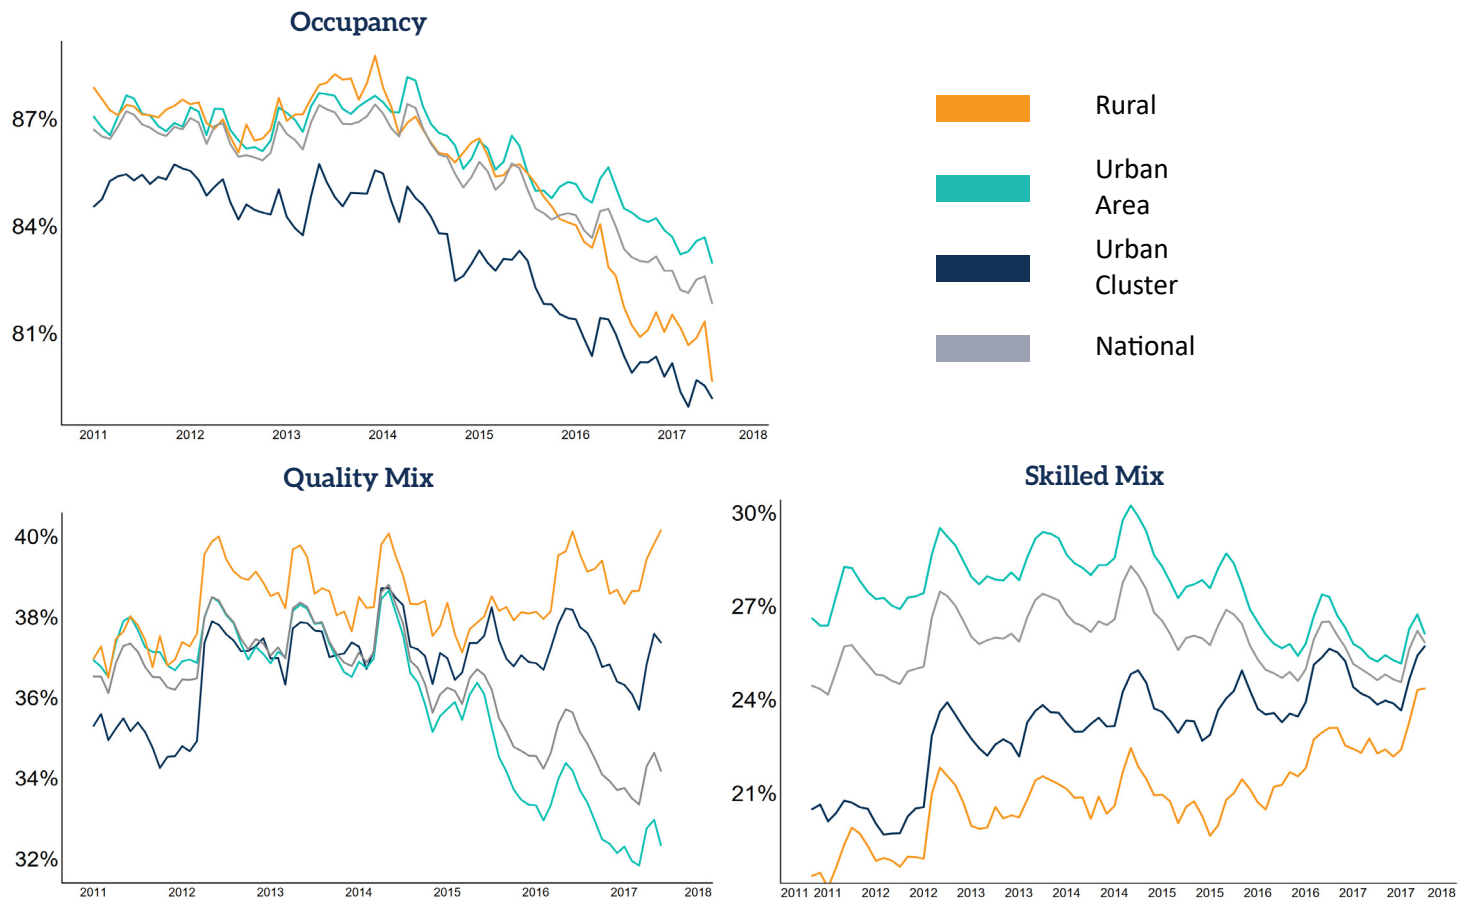 Occupancy
87%
84%
81%
2011 2012 2013 2014 2015 2016 2017 2018
Rural
Urban
Area
Urban
Cluster
National
Quality Mix
40%
38%
36%
34%
32%
2011 2012 2013 2014 2015 2016 2017 2018
Skilled Mix
30%
27%
24%
21%
2011 2011 2012 2012 2013 2013 2014 2014 2015 2015 2016 2016 2017 2017 2018